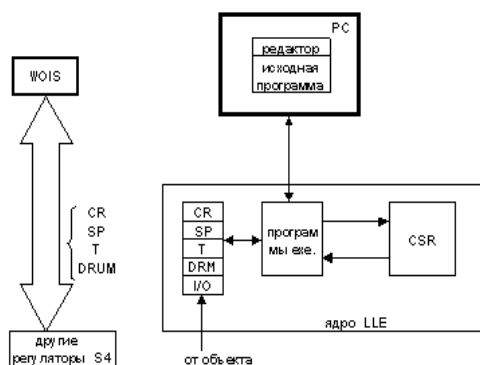 PC
редактор
исходная
программа
WOIS
CR
SP
T
DRUM
другие
регуляторы S4
CR
SP
T
DRM
I/O
програм
мы exe.
CSR
ядро LLE
от объекта